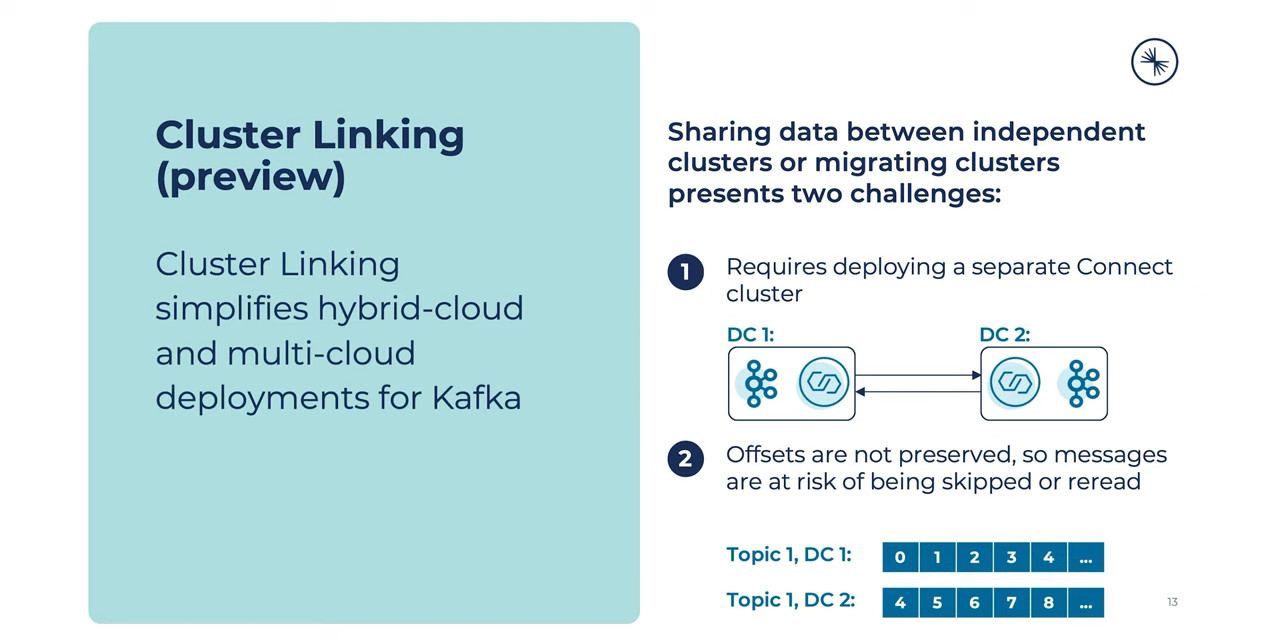 Cluster Linking
(preview)
Cluster Linking
simplifies hybrid-cloud
and multi-cloud
deployments for Kafka
Sharing data between independent
clusters or migrating clusters
presents two challenges:
1 Requires deploying a separate Connect
cluster
DC 1: DC 2:
2 Offsets are not preserved, so messages
are at risk of being skipped or reread
Topic 1, DC 1: 0 1 2 3 4 ...
Topic 1, DC 2: 4 5 6 7 8 ...
13